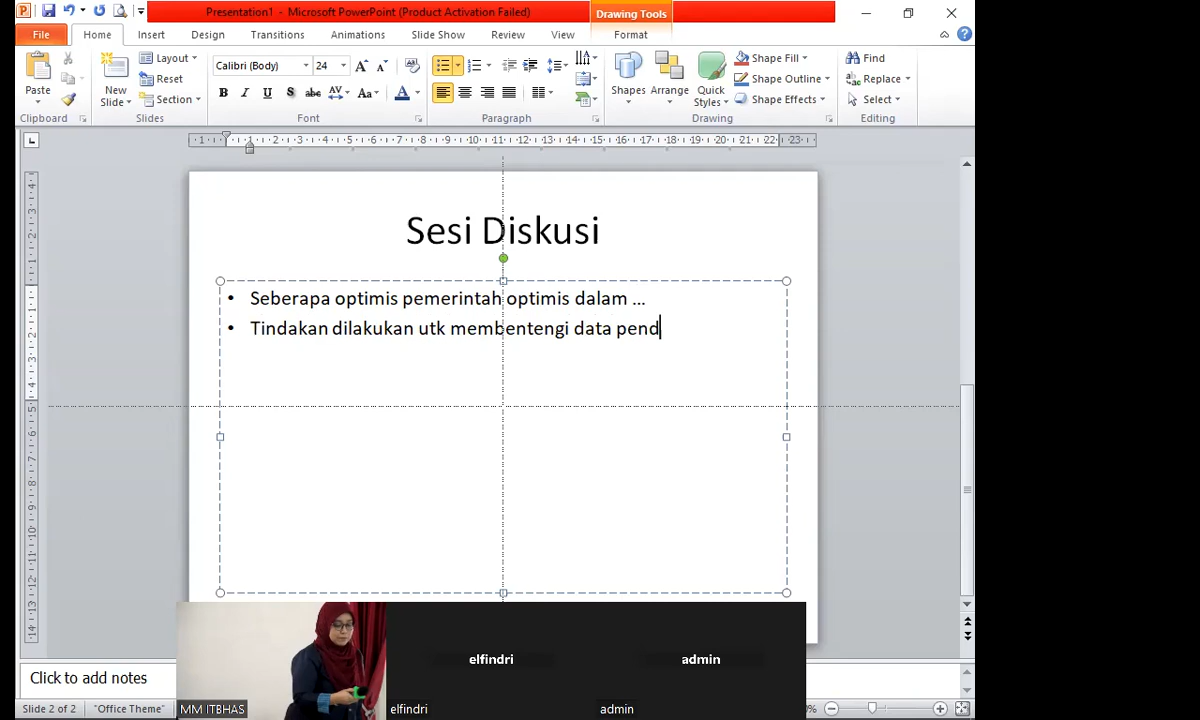 Presentation1 - Microsoft PowerPoint (Product Activation Failed)
Drawing Tools
File Home Insert Design Transitions Animations Slide Show Review View Format
Paste
New Slide
Layout
Reset
Section
Calibri (Body) 24
Shapes
Arrange
Quick Styles
Shape Fill
Shape Outline
Shape Effects
Find
Replace
Select
Clipboard Slides Font Paragraph Drawing Editing
Sesi Diskusi
• Seberapa optimis pemerintah optimis dalam ...
• Tindakan dilakukan utk membentengi data pend
elfindri
admin
Click to add notes
Slide 2 of 2 "Office Theme"
MM ITBHAS
elfindri
admin